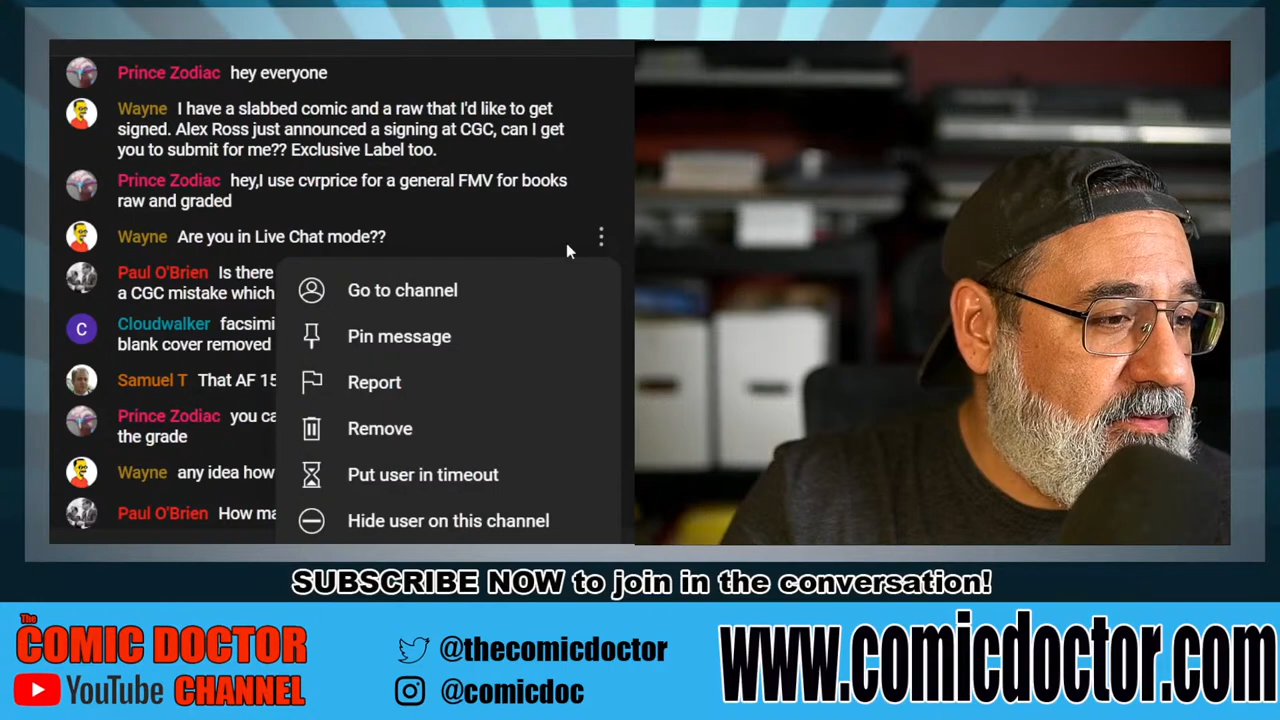 Prince Zodiac hey everyone
Wayne I have a slabbed comic and a raw that I'd like to get
signed. Alex Ross just announced a signing at CGC, can I get
you to submit for me?? Exclusive Label too.
Prince Zodiac hey,I use cvrprice for a general FMV for books
raw and graded
Wayne Are you in Live Chat mode??
Paul O'Brien Is there
a CGC mistake which
C
Cloudwalker facsimi
blank cover removed
Samuel T That AF 15
Prince Zodiac you ca
the grade
Wayne any idea how
Paul O'Brien How ma
Go to channel
Pin message
Report
Remove
Put user in timeout
Hide user on this channel
SUBSCRIBE NOW to join in the conversation!
The
COMIC DOCTOR
YouTube CHANNEL
@thecomicdoctor
@comicdoc
www.comicdoctor.com